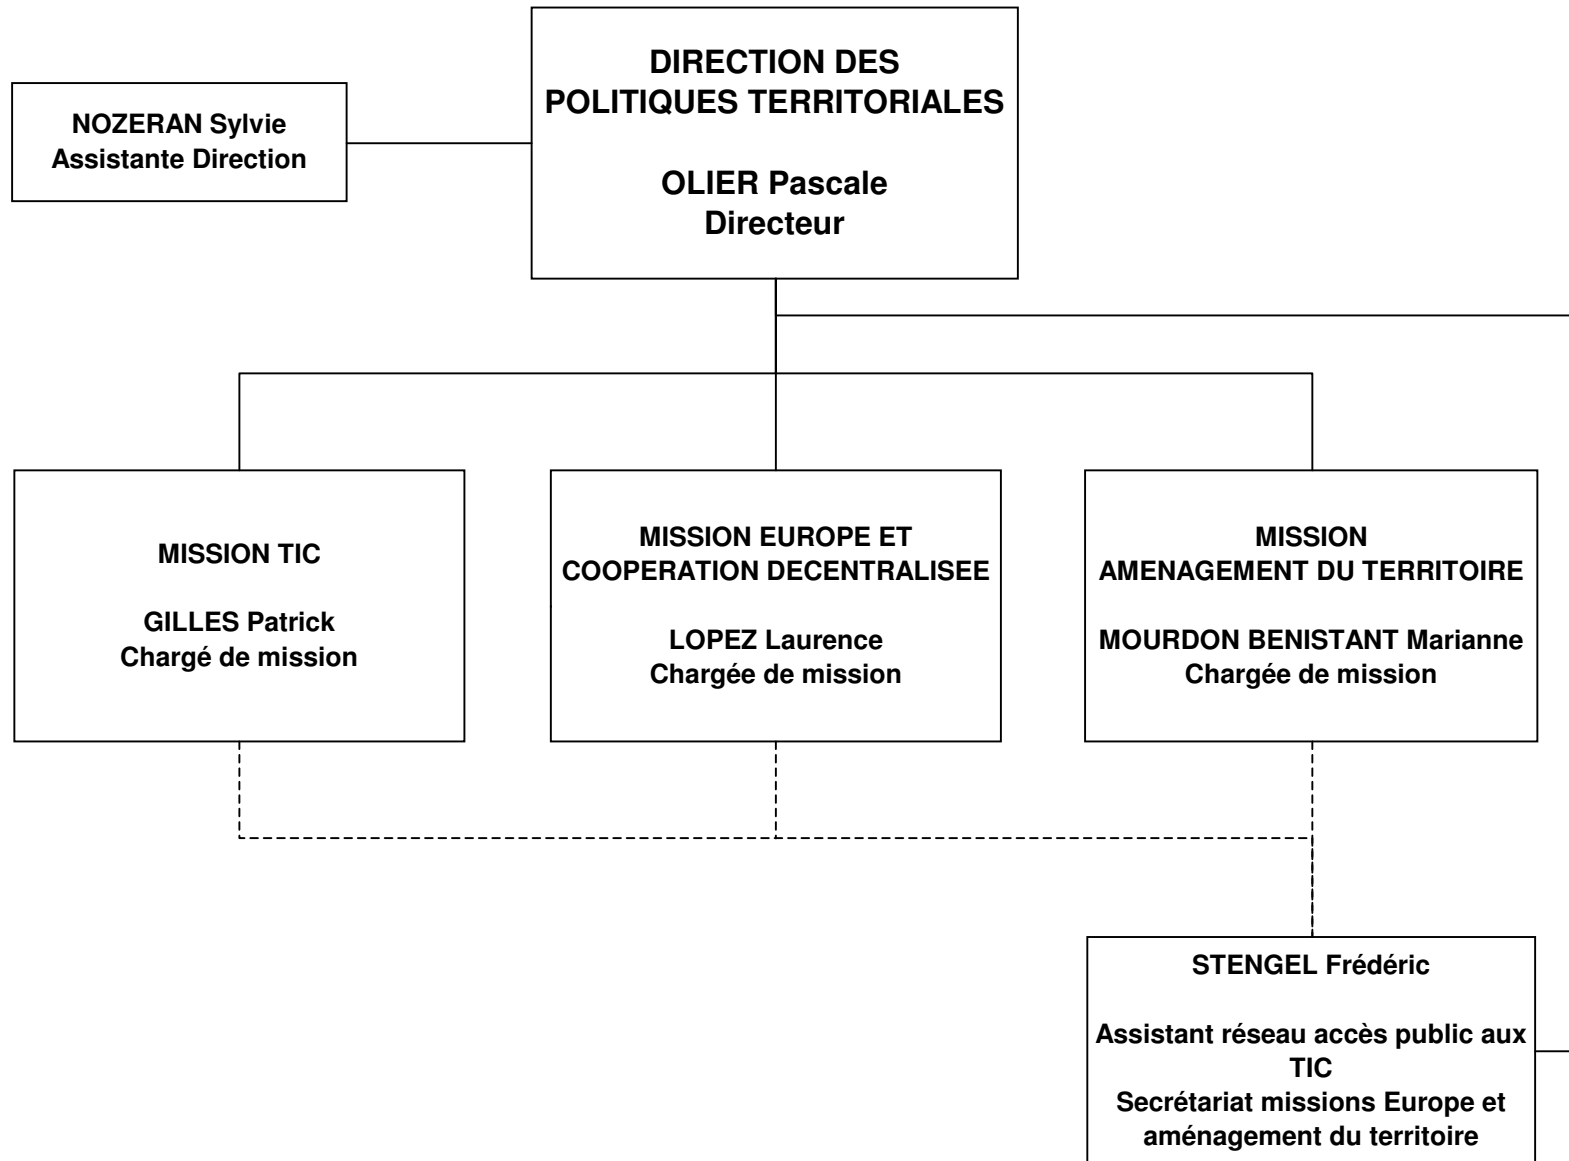 DIRECTION DES
POLITIQUES TERRITORIALES
OLIER Pascale
Directeur
NOZERAN Sylvie
Assistante Direction
MISSION TIC
GILLES Patrick
Chargé de mission
MISSION EUROPE ET
COOPERATION DECENTRALISEE
LOPEZ Laurence
Chargée de mission
MISSION
AMENAGEMENT DU TERRITOIRE
MOURDON BENISTANT Marianne
Chargée de mission
STENGEL Frédéric
Assistant réseau accès public aux
TIC
Secrétariat missions Europe et
aménagement du territoire